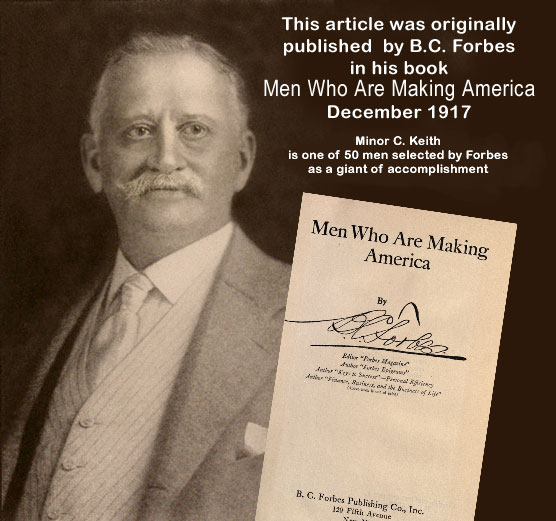 This article was originally
published by B.C. Forbes
in his book
Men Who Are Making America
December 1917
Minor C. Keith
is one of 50 men selected by Forbes
as a giant of accomplishment
Men Who Are Making
America
By
B.C. Forbes
Editor "Forbes Magazine"
Author "Forbes Epigrams"
Author "Keys to Success"—Personal Efficiency
Author "Finance, Business, and the Business of Life"
B. C. Forbes Publishing Co., Inc.
120 Fifth Avenue
New